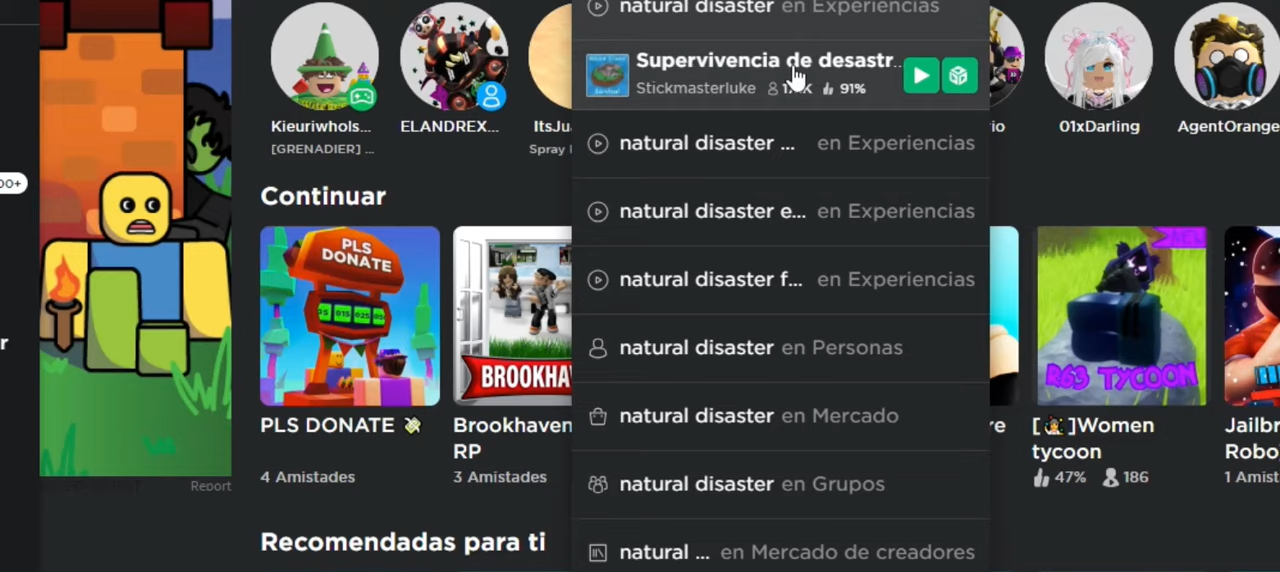 natural disaster en Experiencias
Supervivencia de desastr...
Stickmasterluke 91%
Kieuriwhols...
ELANDREX...
ItsJu
rio
01xDarling
AgentOrange
[GRENADIER] ...
Spray
00+
natural disaster ... en Experiencias
Continuar
natural disaster e... en Experiencias
PLS
DONATE
natural disaster f... en Experiencias
BROOKHA
R63 TYCOON
r
natural disaster en Personas
natural disaster en Mercado
PLS DONATE
Brookhaven
RP
re
[ ]Women
tycoon
Jailbr
Robo
4 Amistades
3 Amistades
47% 186
1 Amist
Report
natural disaster en Grupos
Recomendadas para ti
natural ... en Mercado de creadores